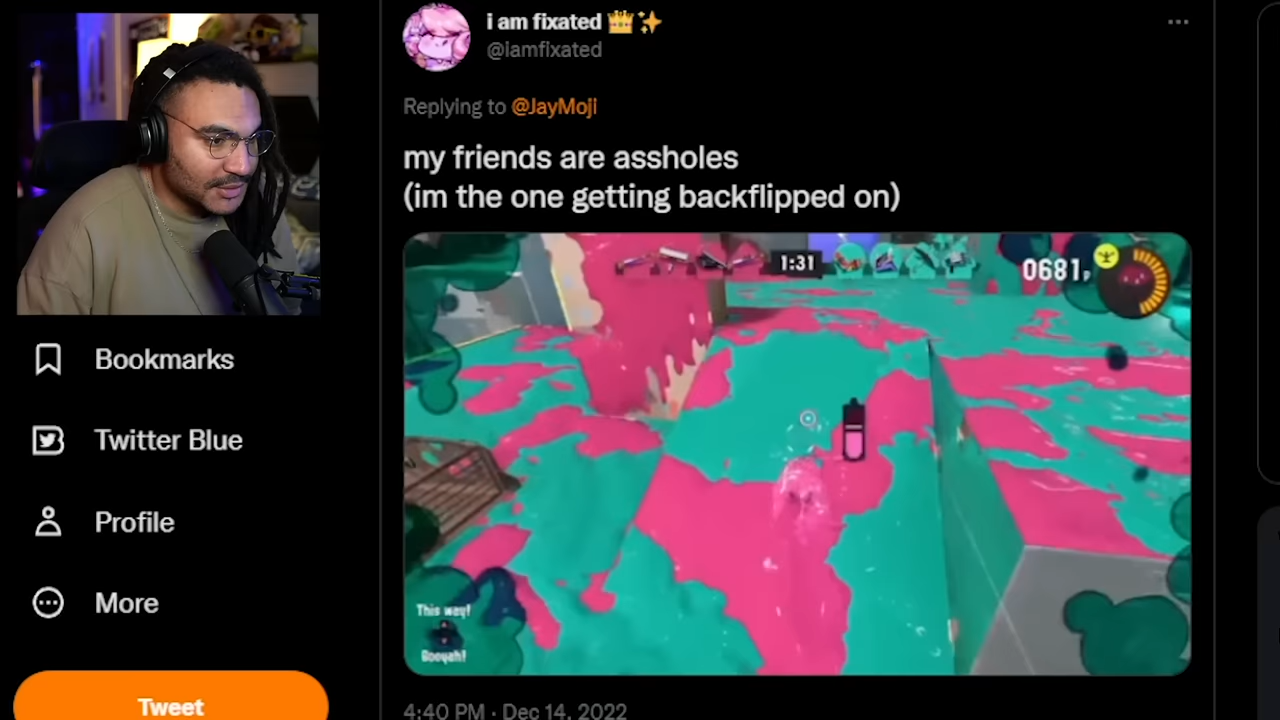 i am fixated
@iamfixated
Replying to @JayMoji
my friends are assholes
(im the one getting backflipped on)
1:31
0681p
This way!
Booyah!
Bookmarks
Twitter Blue
Profile
More
Tweet
4:40 PM · Dec 14, 2022